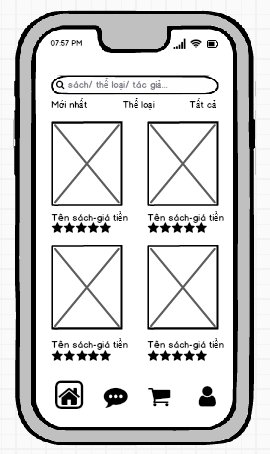 07:57 PM
sách/ thể loại/ tác giả...
Mới nhất Thể loại Tất cả
Tên sách-giá tiền Tên sách-giá tiền
Tên sách-giá tiền Tên sách-giá tiền